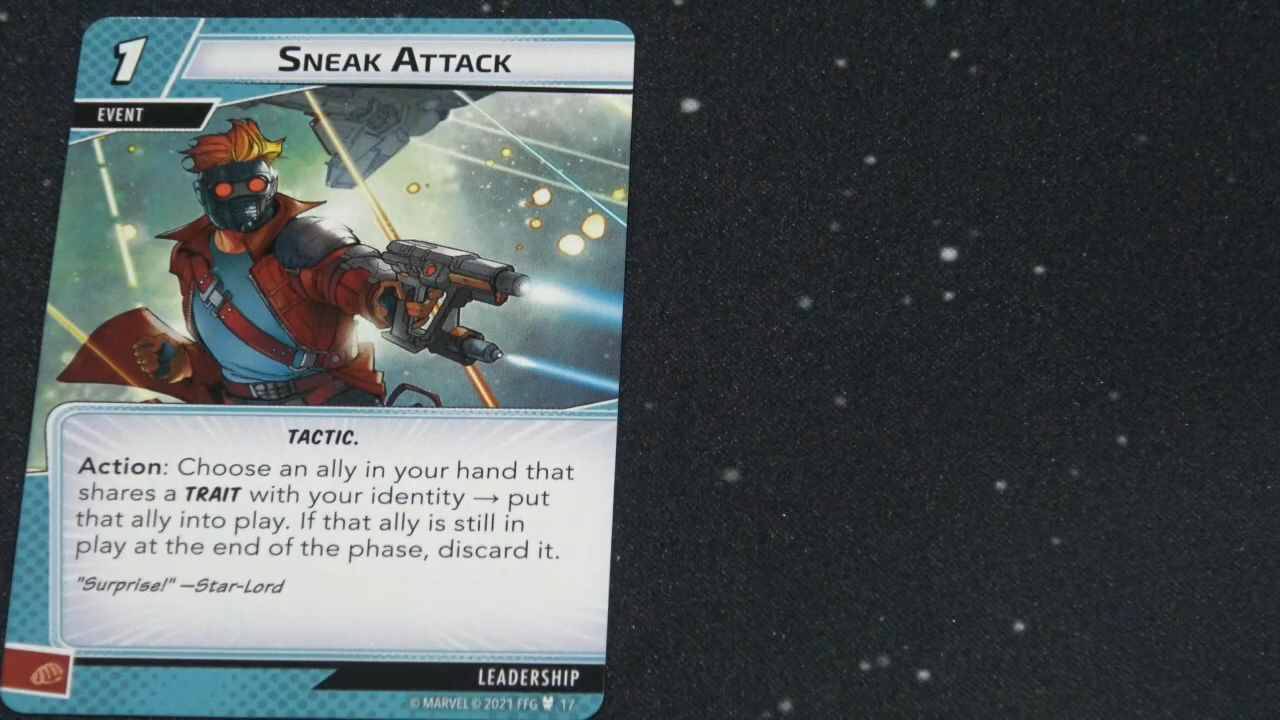 1
SNEAK ATTACK
EVENT
TACTIC.
Action: Choose an ally in your hand that
shares a TRAIT with your identity → put
that ally into play. If that ally is still in
play at the end of the phase, discard it.
"Surprise!" —Star-Lord
LEADERSHIP
© MARVEL © 2021 FFG 17